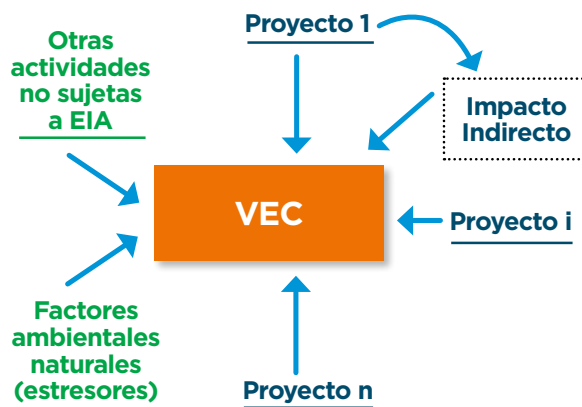 Proyecto 1
Otras
actividades
no sujetas
a EIA
Impacto
Indirecto
VEC
Proyecto i
Factores
ambientales
naturales
(estresores)
Proyecto n